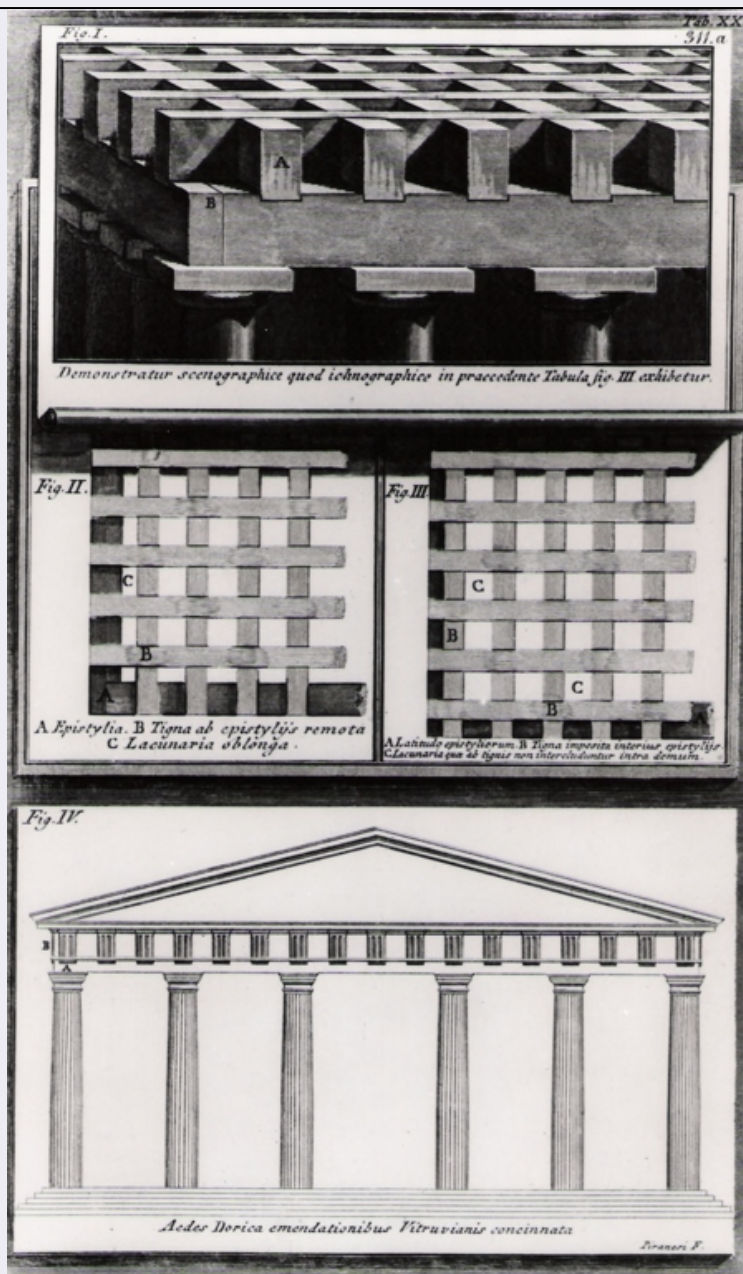 Fig. I.
Tab. XX
311.a
A
B
Demonstratur scenographice quod ichnographice in praecedente Tabula fig. III exhibetur.
Fig. II.
C
B
A
A Epistylia. B Tigna ab epistylijs remota
C Lacunaria oblonga.
Fig. III
C
B
C
B
A
A Latitudo epistyliorum. B Tigna imposita interius epistylijs
C Lacunaria quæ ab tignis non intercluduntur intra domum.
Fig. IV.
B
A
Aedes Dorica emendationibus Vitruvianis concinnata
Piranesi F.